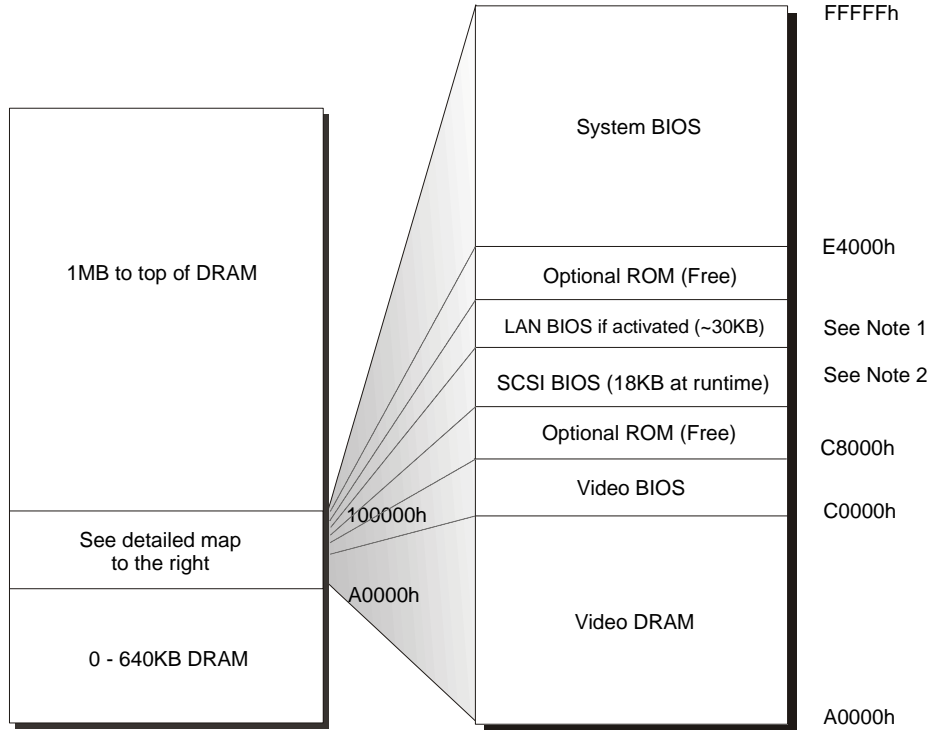 FFFFFh
System BIOS
1MB to top of DRAM
E4000h
Optional ROM (Free)
LAN BIOS if activated (~30KB)
See Note 1
SCSI BIOS (18KB at runtime)
See Note 2
Optional ROM (Free)
C8000h
Video BIOS
C0000h
100000h
See detailed map
to the right
A0000h
Video DRAM
0 - 640KB DRAM
A0000h